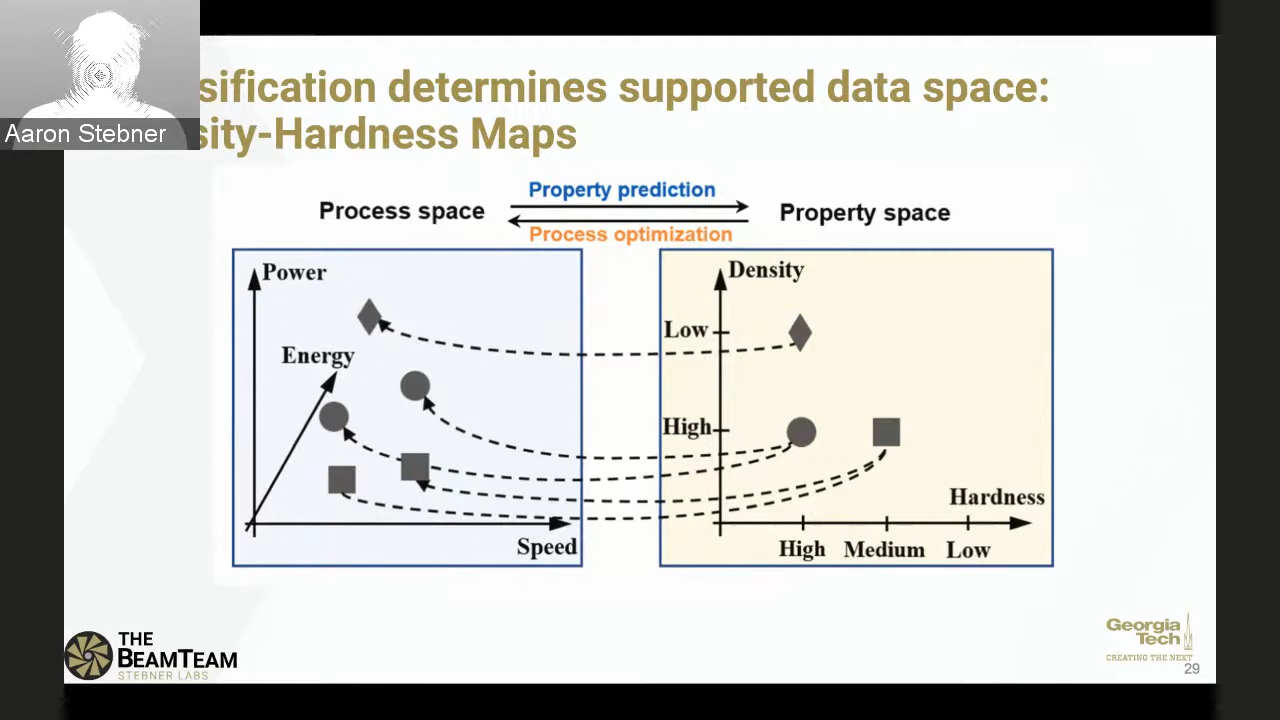 Aaron Stebner
sification determines supported data space:
sity-Hardness Maps
Property prediction
Process space
Property space
Process optimization
Power
Energy
Speed
Density
Low
High
Hardness
High Medium Low
THE
BEAMTEAM
STEBNER LABS
Georgia
Tech
CREATING THE NEXT
29